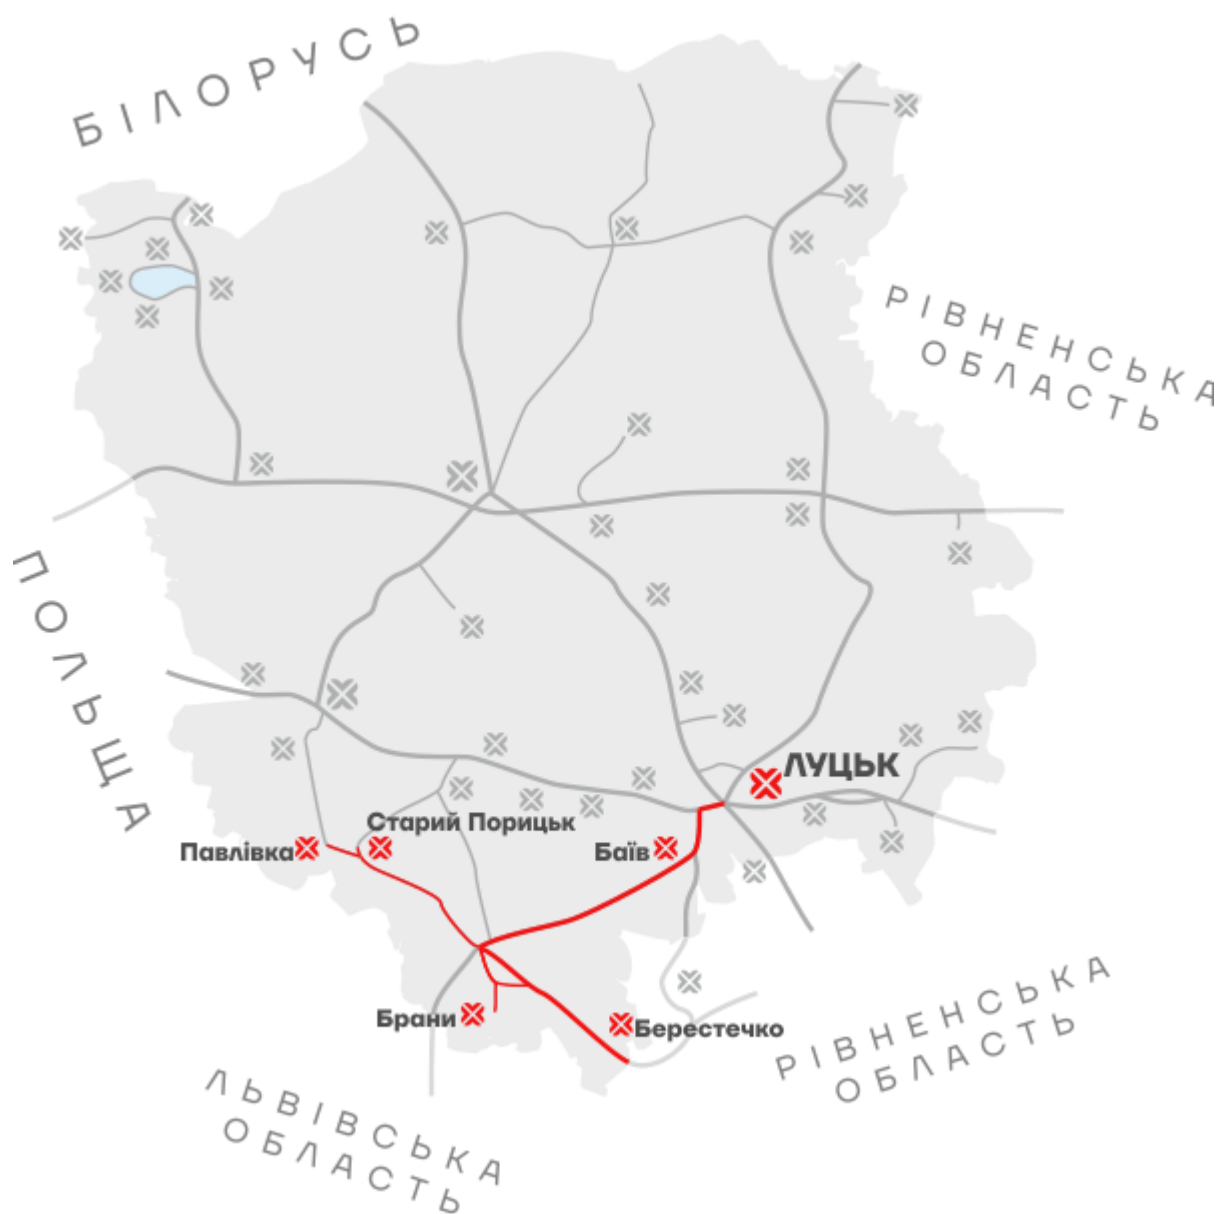 БІЛОРУСЬ
РІВНЕНСЬКА
ОБЛАСТЬ
ПОЛЬЩА
ЛУЦЬК
Старий Порицьк
Павлівка
Баїв
Брани
Берестечко
РІВНЕНСЬКА
ОБЛАСТЬ
ЛЬВІВСЬКА
ОБЛАСТЬ